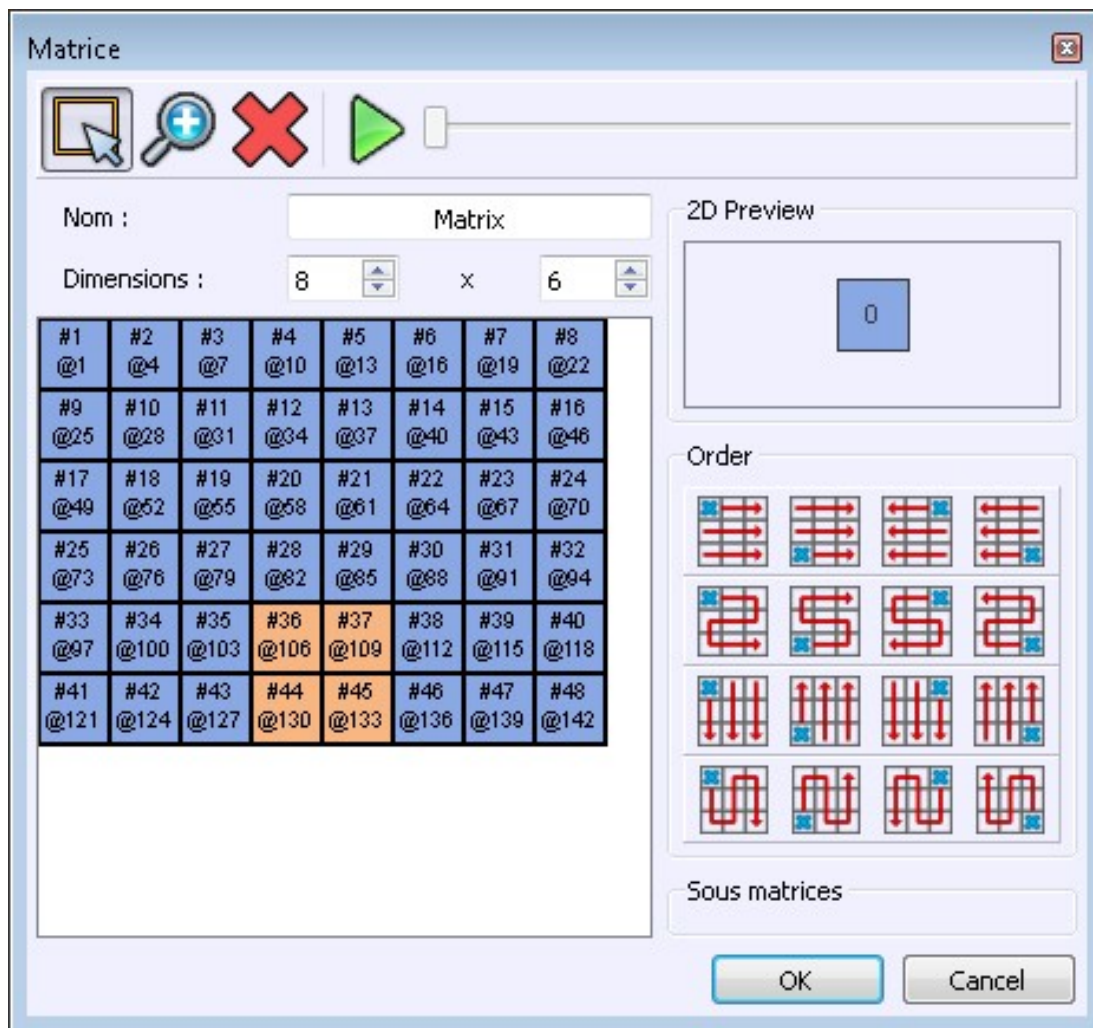 Matrice
Nom : Matrix
2D Preview
0
Dimensions : 8 x 6
#1 #2 #3 #4 #5 #6 #7 #8
@1 @4 @7 @10 @13 @16 @19 @22
#9 #10 #11 #12 #13 #14 #15 #16
@25 @28 @31 @34 @37 @40 @43 @46
#17 #18 #19 #20 #21 #22 #23 #24
@49 @52 @55 @58 @61 @64 @67 @70
#25 #26 #27 #28 #29 #30 #31 #32
@73 @76 @79 @82 @85 @88 @91 @94
#33 #34 #35 #36 #37 #38 #39 #40
@97 @100 @103 @106 @109 @112 @115 @118
#41 #42 #43 #44 #45 #46 #47 #48
@121 @124 @127 @130 @133 @136 @139 @142
Order
Sous matrices
OK Cancel